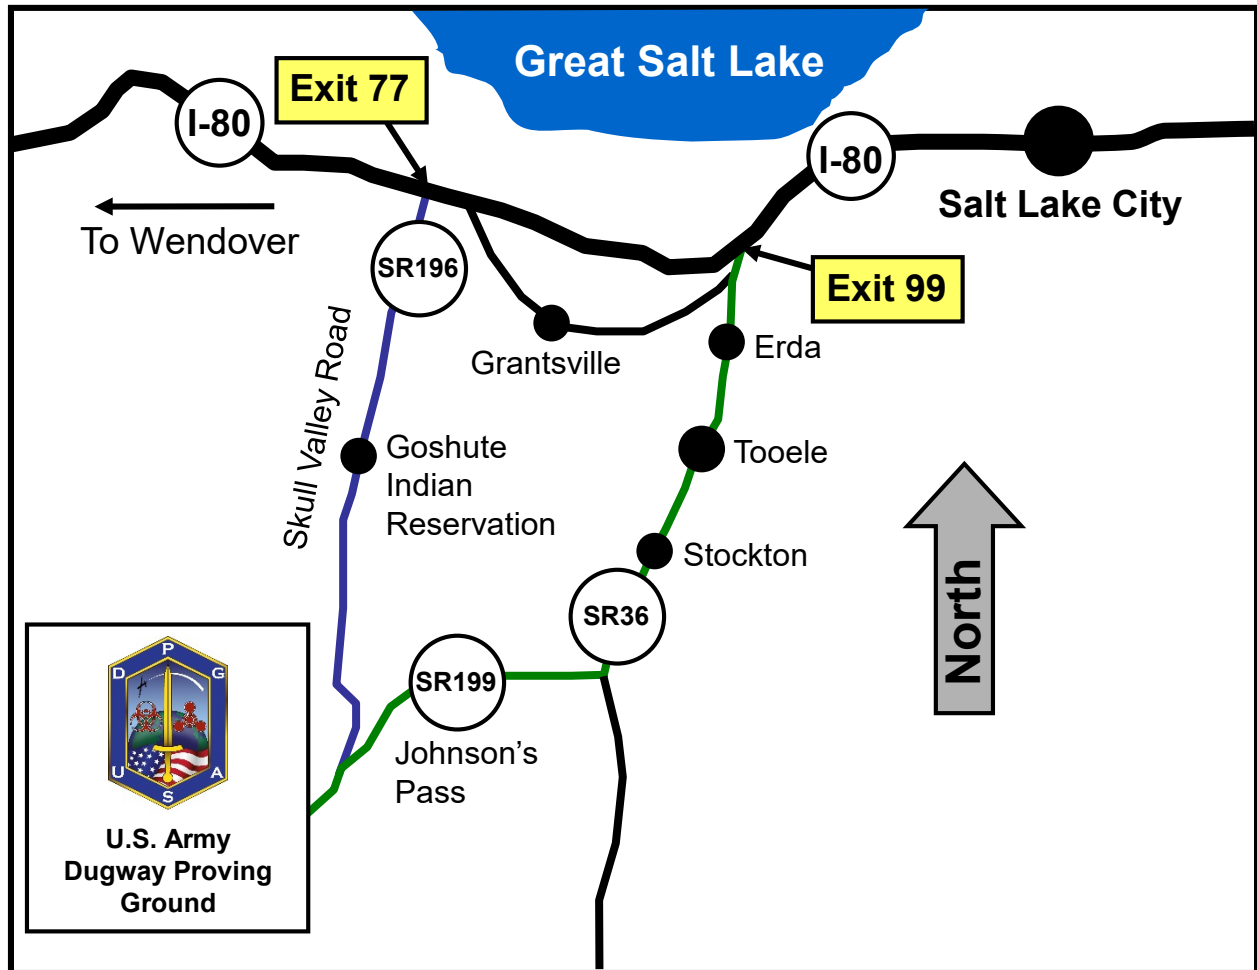 Great Salt Lake
Exit 77
I-80
I-80
Salt Lake City
To Wendover
SR196
Exit 99
Grantsville
Erda
Skull Valley Road
Goshute
Indian
Reservation
Tooele
Stockton
North
SR36
SR199
Johnson’s
Pass
P
D
G
U
A
S
U.S. Army
Dugway Proving
Ground